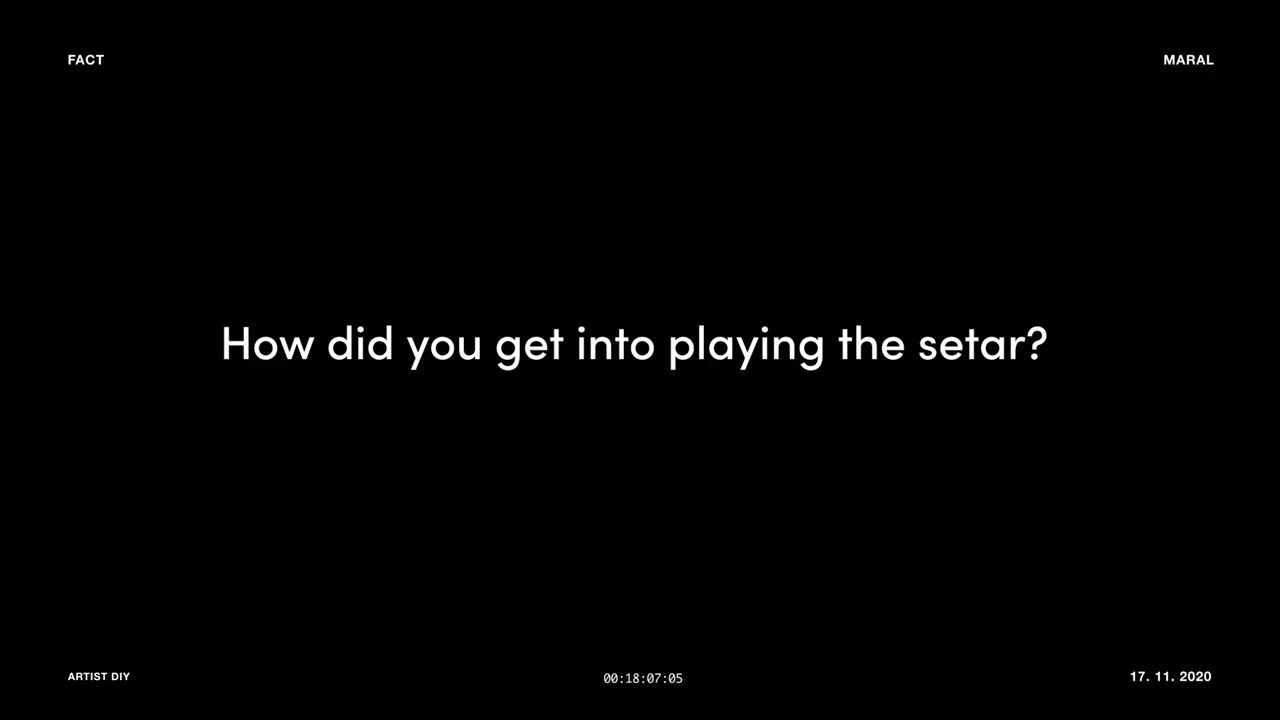 FACT
MARAL
How did you get into playing the setar?
ARTIST DIY
00:18:07:05
17. 11. 2020